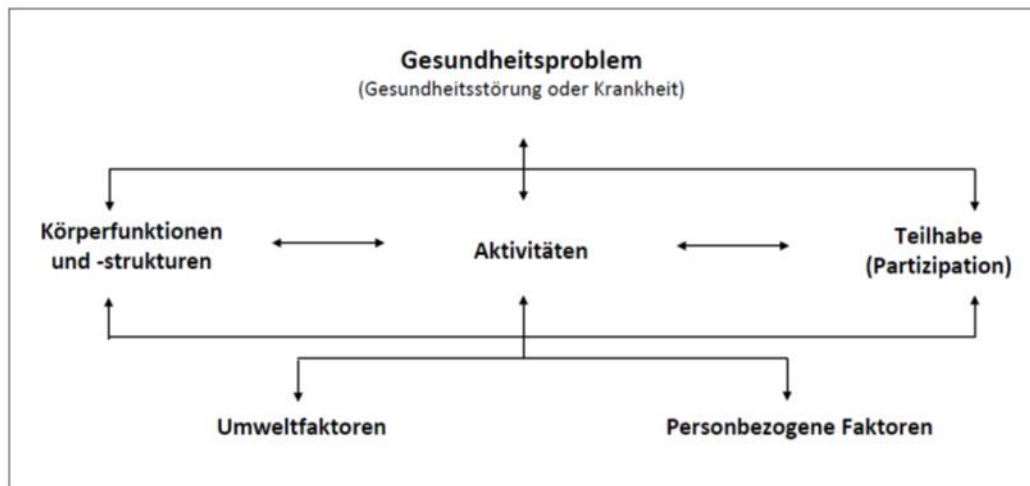 Gesundheitsproblem
(Gesundheitsstörung oder Krankheit)
Körperfunktionen
und -strukturen
Aktivitäten
Teilhabe
(Partizipation)
Umweltfaktoren
Personbezogene Faktoren